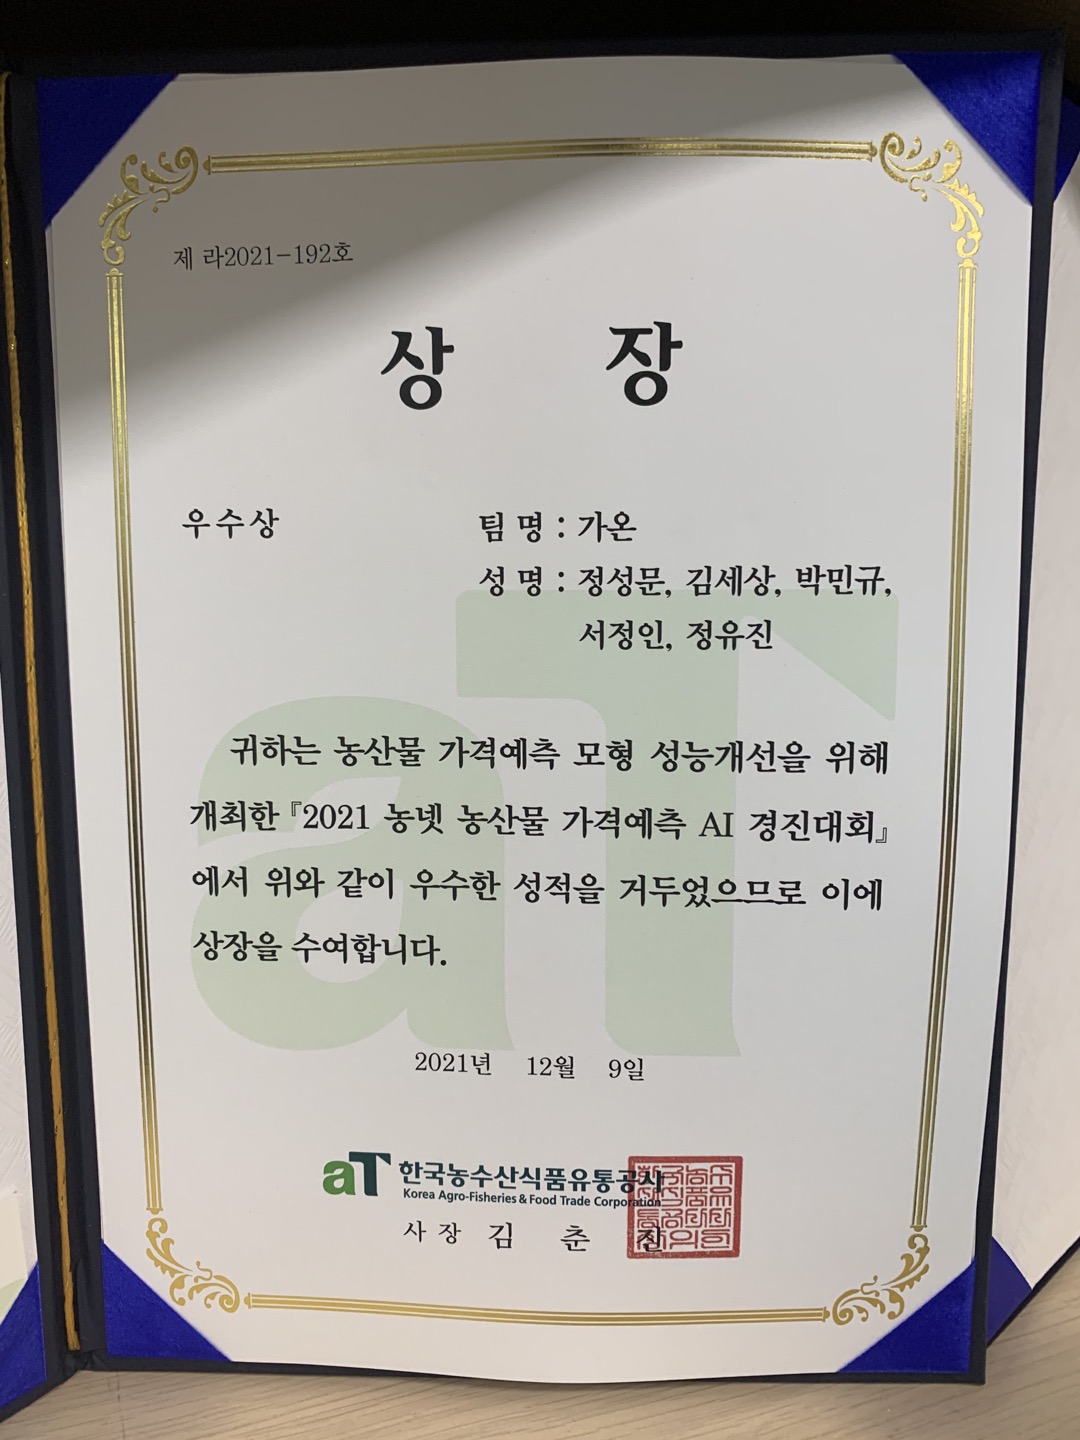 제 라2021-192호
상 장
우수상
팀 명 : 가온
성 명 : 정성문, 김세상, 박민규,
서정인, 정유진
귀하는 농산물 가격예측 모형 성능개선을 위해
개최한『2021 농넷 농산물 가격예측 AI 경진대회』
에서 위와 같이 우수한 성적을 거두었으므로 이에
상장을 수여합니다.
2021년 12월 9일
aT 한국농수산식품유통공사
Korea Agro-Fisheries & Food Trade Corporation
사 장 김 춘 진